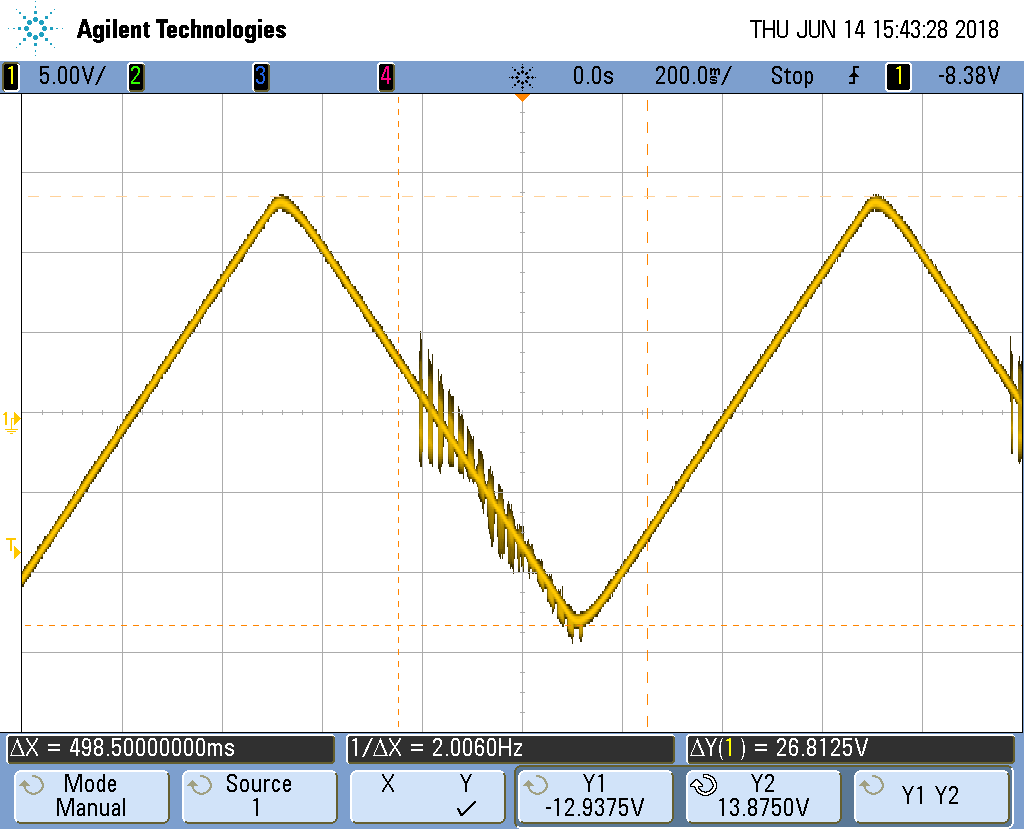 Agilent Technologies
THU JUN 14 15:43:28 2018
1 5.00V/ 2 3 4 0.0s 200.0ms/ Stop 1 -8.38V
1
T
ΔX = 498.50000000ms
1/ΔX = 2.0060Hz
ΔY(1) = 26.8125V
Mode
Manual
Source
1
X Y
✓
Y1
-12.9375V
Y2
13.8750V
Y1 Y2